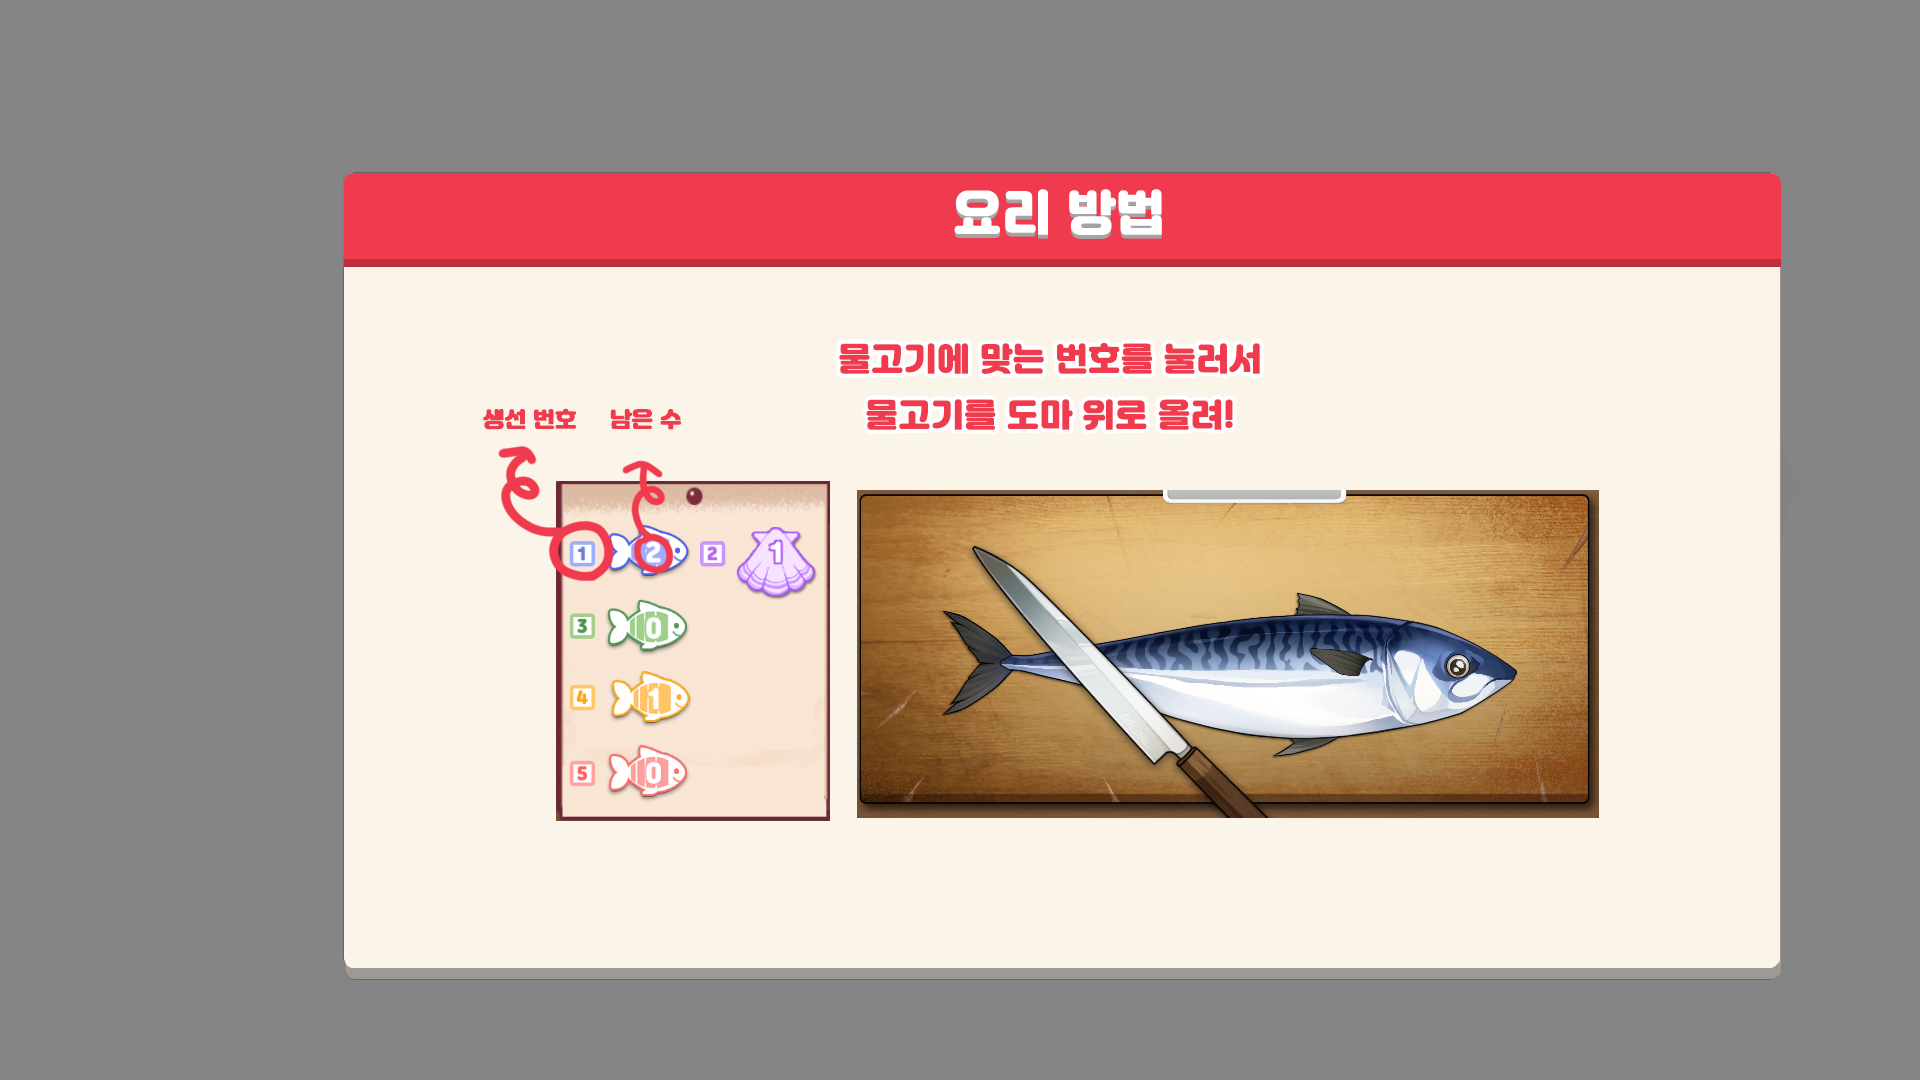 요리 방법
물고기에 맞는 번호를 눌러서
물고기를 도마 위로 올려!
생선 번호 남은 수
1 2 2 1
3 0
4 1
5 0